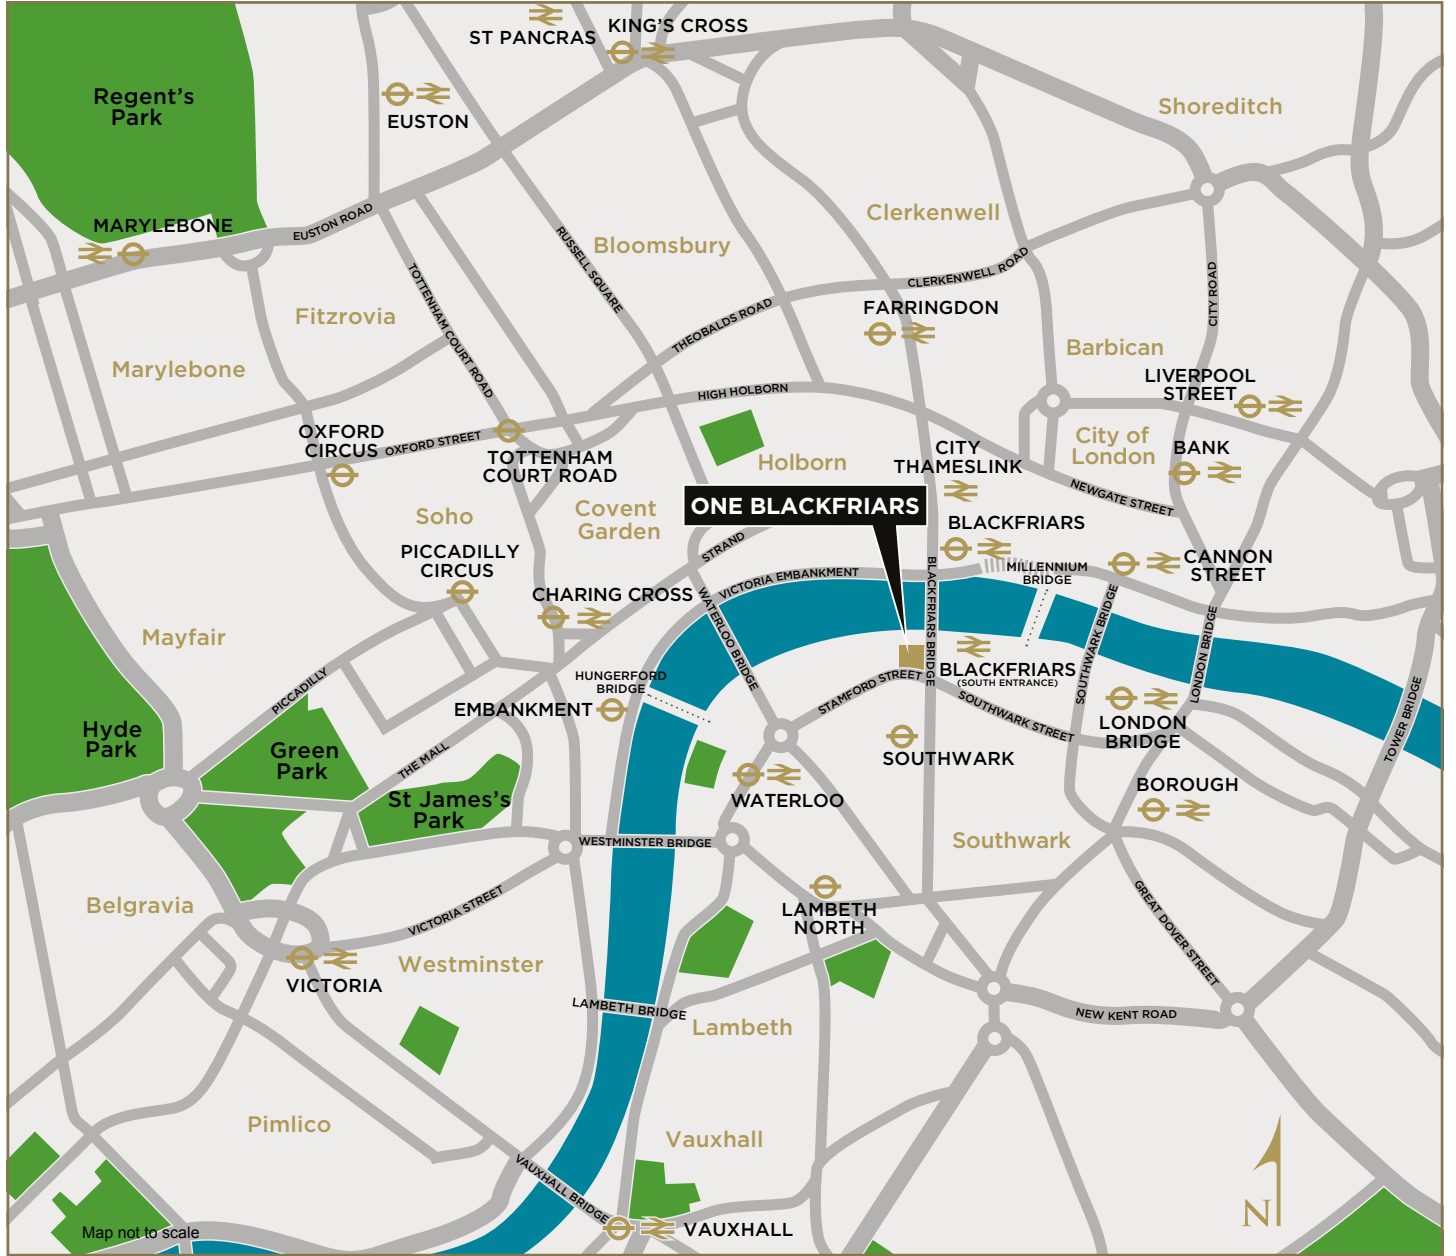 ST PANCRAS
KING'S CROSS
EUSTON
Regent's
Park
Shoreditch
MARYLEBONE
EUSTON ROAD
RUSSELL SQUARE
Bloomsbury
Clerkenwell
CLERKENWELL ROAD
CITY ROAD
TOTTENHAM COURT ROAD
Fitzrovia
THEOBALDS ROAD
FARRINGDON
Barbican
Marylebone
LIVERPOOL
STREET
HIGH HOLBORN
OXFORD
CIRCUS
OXFORD STREET
TOTTENHAM
COURT ROAD
Holborn
CITY
THAMESLINK
City of
London
BANK
NEWGATE STREET
Soho
Covent
Garden
ONE BLACKFRIARS
BLACKFRIARS
STRAND
PICCADILLY
CIRCUS
VICTORIA EMBANKMENT
MILLENNIUM
BRIDGE
CANNON
STREET
CHARING CROSS
WATERLOO BRIDGE
BLACKFRIARS BRIDGE
SOUTHWARK BRIDGE
LONDON BRIDGE
Mayfair
HUNGERFORD
BRIDGE
BLACKFRIARS
(SOUTH ENTRANCE)
PICCADILLY
EMBANKMENT
STAMFORD STREET
SOUTHWARK STREET
LONDON
BRIDGE
TOWER BRIDGE
Hyde
Park
Green
Park
THE MALL
SOUTHWARK
WATERLOO
BOROUGH
St James's
Park
WESTMINSTER BRIDGE
Southwark
Belgravia
VICTORIA STREET
LAMBETH
NORTH
GREAT DOVER STREET
Westminster
VICTORIA
LAMBETH BRIDGE
Lambeth
NEW KENT ROAD
Pimlico
Vauxhall
VAUXHALL BRIDGE
VAUXHALL
N
Map not to scale